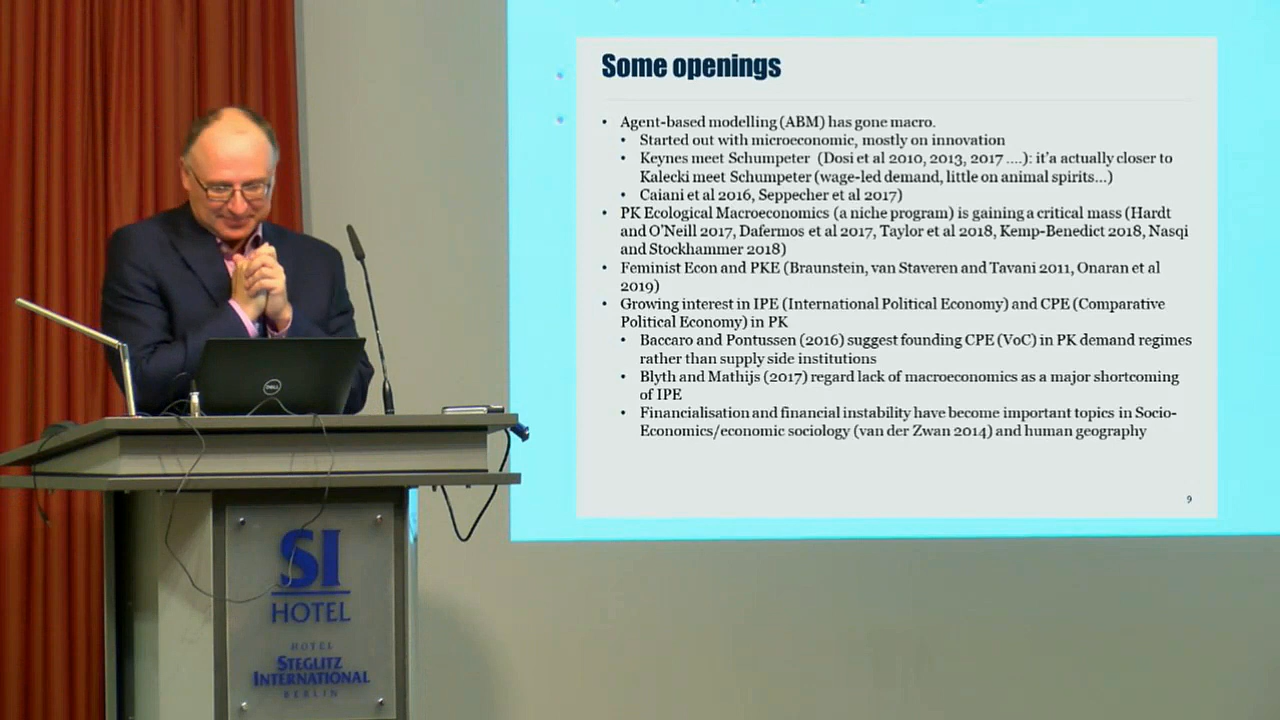 Some openings
• Agent-based modelling (ABM) has gone macro.
• Started out with microeconomic, mostly on innovation
• Keynes meet Schumpeter (Dosi et al 2010, 2013, 2017 ....): it'a actually closer to
Kalecki meet Schumpeter (wage-led demand, little on animal spirits...)
• Caiani et al 2016, Seppecher et al 2017)
• PK Ecological Macroeconomics (a niche program) is gaining a critical mass (Hardt
and O'Neill 2017, Dafermos et al 2017, Taylor et al 2018, Kemp-Benedict 2018, Nasqi
and Stockhammer 2018)
• Feminist Econ and PKE (Braunstein, van Staveren and Tavani 2011, Onaran et al
2019)
• Growing interest in IPE (International Political Economy) and CPE (Comparative
Political Economy) in PK
• Baccaro and Pontussen (2016) suggest founding CPE (VoC) in PK demand regimes
rather than supply side institutions
• Blyth and Mathijs (2017) regard lack of macroeconomics as a major shortcoming
of IPE
• Financialisation and financial instability have become important topics in Socio-
Economics/economic sociology (van der Zwan 2014) and human geography
9
DELL
SI
HOTEL
HOTEL
STEGLITZ
INTERNATIONAL
BERLIN